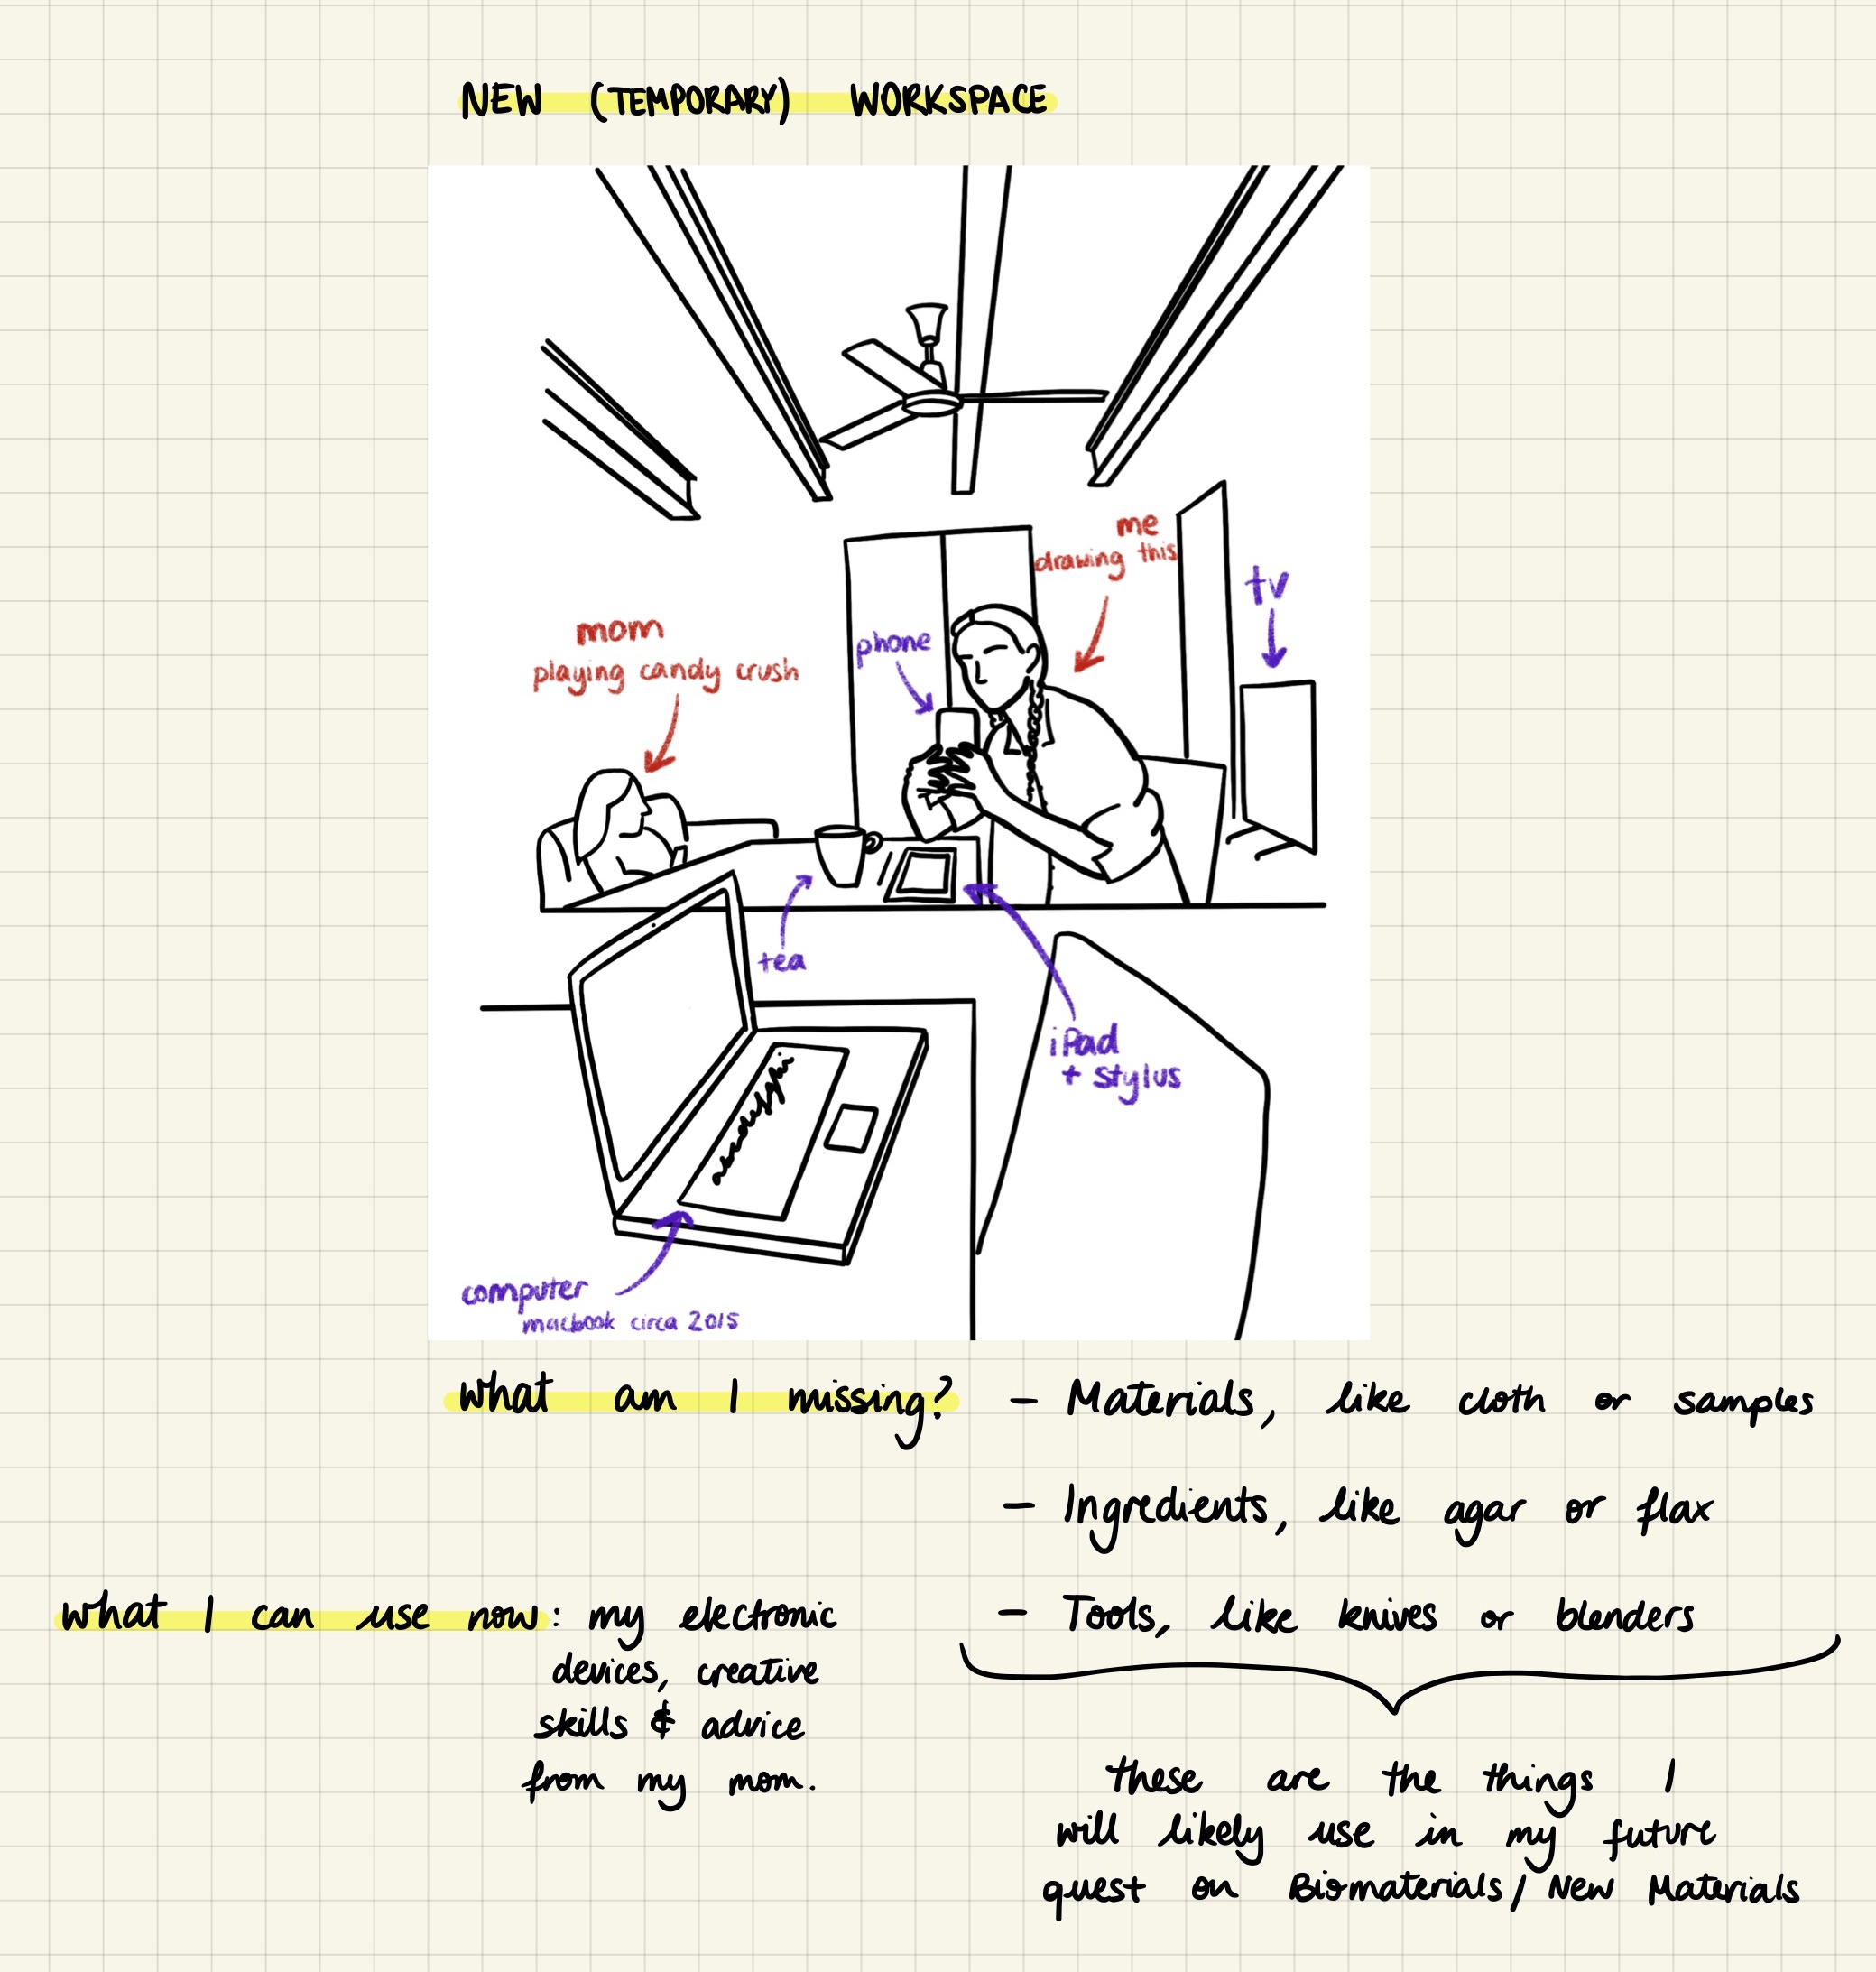 NEW (TEMPORARY) WORKSPACE
me
drawing this
tv
mom
playing candy crush
phone
tea
iPad
+ stylus
computer
macbook circa 2015
what am I missing?
- Materials, like cloth or samples
- Ingredients, like agar or flax
- Tools, like knives or blenders
what I can use now: my electronic
devices, creative
skills & advice
from my mom.
these are the things I
will likely use in my future
quest on Biomaterials/New Materials